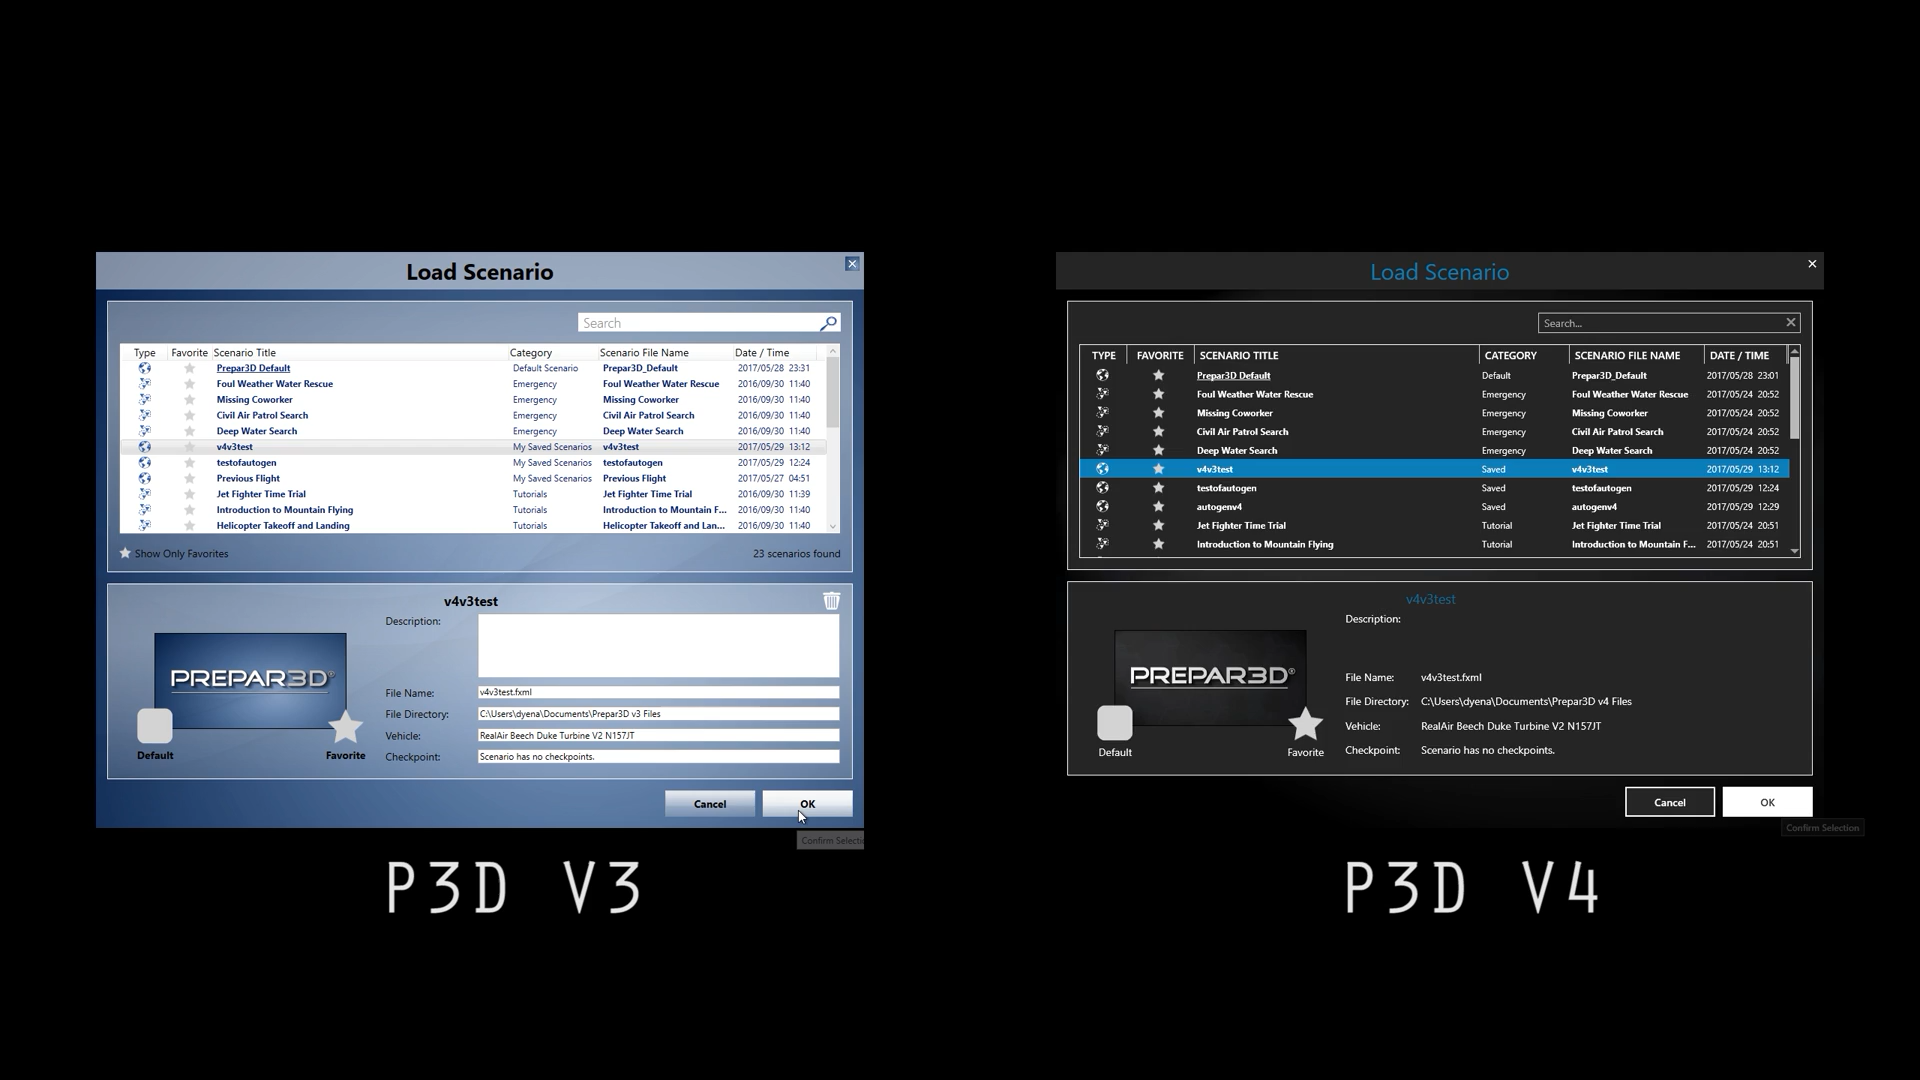 Load Scenario
Search
Type Favorite Scenario Title Category Scenario File Name Date / Time
Prepar3D Default Default Scenario Prepar3D_Default 2017/05/28 23:31
Foul Weather Water Rescue Emergency Foul Weather Water Rescue 2016/09/30 11:40
Missing Coworker Emergency Missing Coworker 2016/09/30 11:40
Civil Air Patrol Search Emergency Civil Air Patrol Search 2016/09/30 11:40
Deep Water Search Emergency Deep Water Search 2016/09/30 11:40
v4v3test My Saved Scenarios v4v3test 2017/05/29 13:12
testofautogen My Saved Scenarios testofautogen 2017/05/29 12:24
Previous Flight My Saved Scenarios Previous Flight 2017/05/27 04:51
Jet Fighter Time Trial Tutorials Jet Fighter Time Trial 2016/09/30 11:39
Introduction to Mountain Flying Tutorials Introduction to Mountain F... 2016/09/30 11:40
Helicopter Takeoff and Landing Tutorials Helicopter Takeoff and Lan... 2016/09/30 11:40
Show Only Favorites 23 scenarios found
v4v3test
Description:
PREPAR3D®
Default Favorite
File Name: v4v3test.fxml
File Directory: C:\Users\dyena\Documents\Prepar3D v3 Files
Vehicle: RealAir Beech Duke Turbine V2 N157JT
Checkpoint: Scenario has no checkpoints.
Cancel OK
Confirm Selectio
P3D V3
Load Scenario
Search...
TYPE FAVORITE SCENARIO TITLE CATEGORY SCENARIO FILE NAME DATE / TIME
Prepar3D Default Default Prepar3D_Default 2017/05/28 23:01
Foul Weather Water Rescue Emergency Foul Weather Water Rescue 2017/05/24 20:52
Missing Coworker Emergency Missing Coworker 2017/05/24 20:52
Civil Air Patrol Search Emergency Civil Air Patrol Search 2017/05/24 20:52
Deep Water Search Emergency Deep Water Search 2017/05/24 20:52
v4v3test Saved v4v3test 2017/05/29 13:12
testofautogen Saved testofautogen 2017/05/29 12:24
autogenv4 Saved autogenv4 2017/05/29 12:29
Jet Fighter Time Trial Tutorial Jet Fighter Time Trial 2017/05/24 20:51
Introduction to Mountain Flying Tutorial Introduction to Mountain F... 2017/05/24 20:51
v4v3test
Description:
PREPAR3D®
Default Favorite
File Name: v4v3test.fxml
File Directory: C:\Users\dyena\Documents\Prepar3D v4 Files
Vehicle: RealAir Beech Duke Turbine V2 N157JT
Checkpoint: Scenario has no checkpoints.
Cancel OK
Confirm Selection
P3D V4